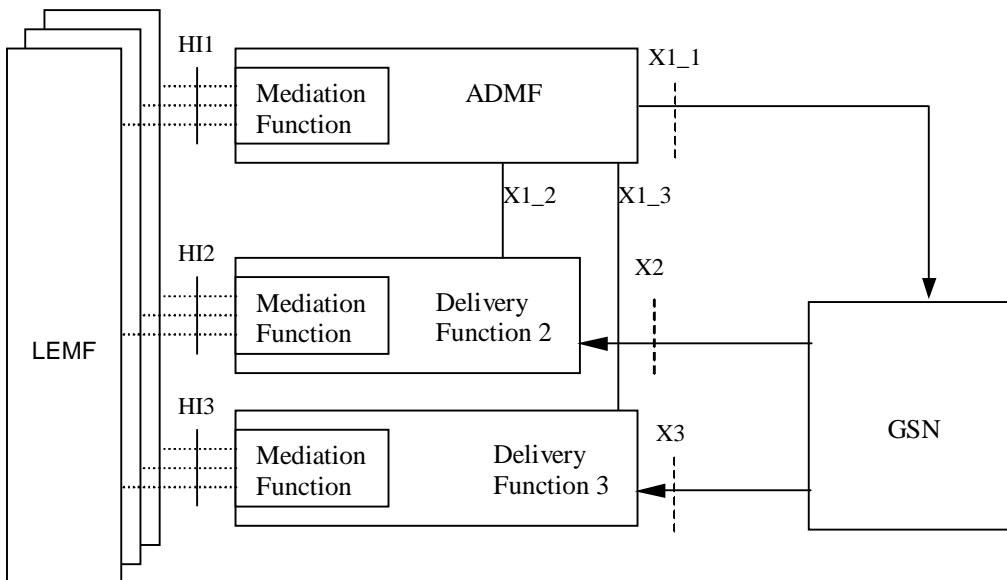 HI1
X1_1
Mediation
Function
ADMF
X1_2
X1_3
HI2
X2
Mediation
Function
Delivery
Function 2
LEMF
HI3
X3
GSN
Mediation
Function
Delivery
Function 3